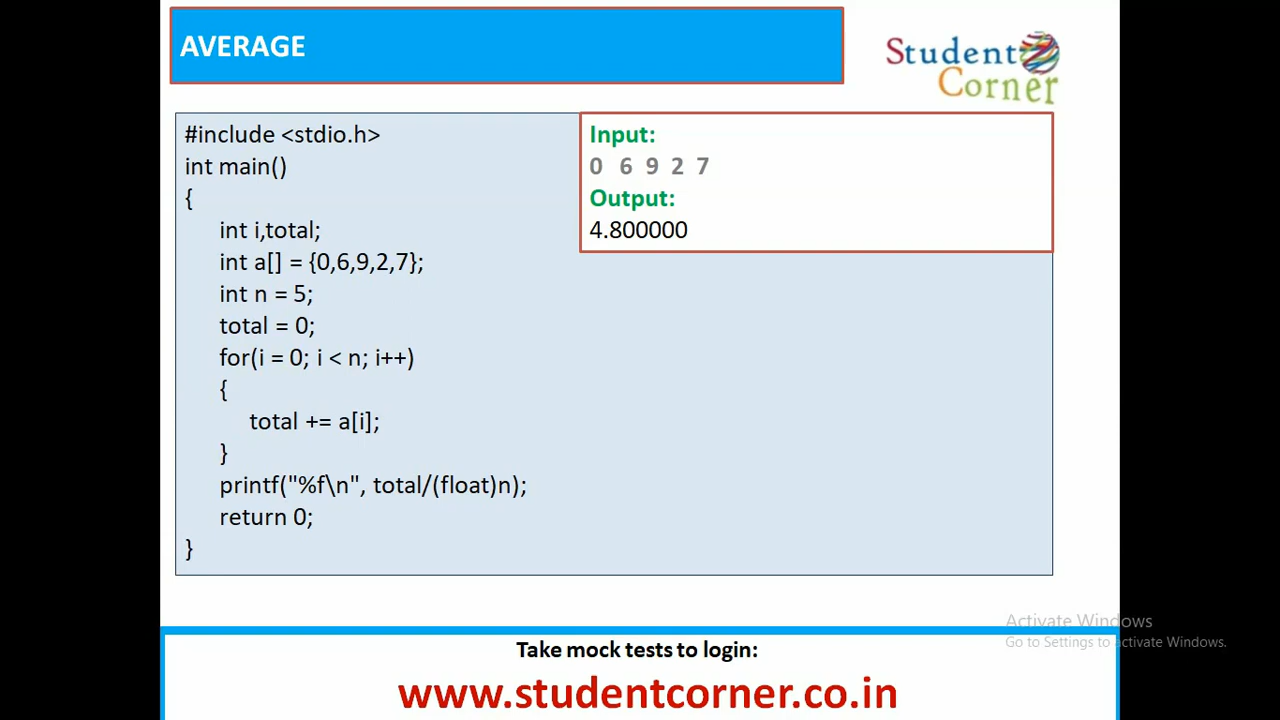 AVERAGE
Student
Corner
#include <stdio.h>
int main()
{
int i,total;
int a[] = {0,6,9,2,7};
int n = 5;
total = 0;
for(i = 0; i < n; i++)
{
total += a[i];
}
printf("%f\n", total/(float)n);
return 0;
}
Input:
0 6 9 2 7
Output:
4.800000
Activate Windows
Go to Settings to activate Windows.
Take mock tests to login:
www.studentcorner.co.in